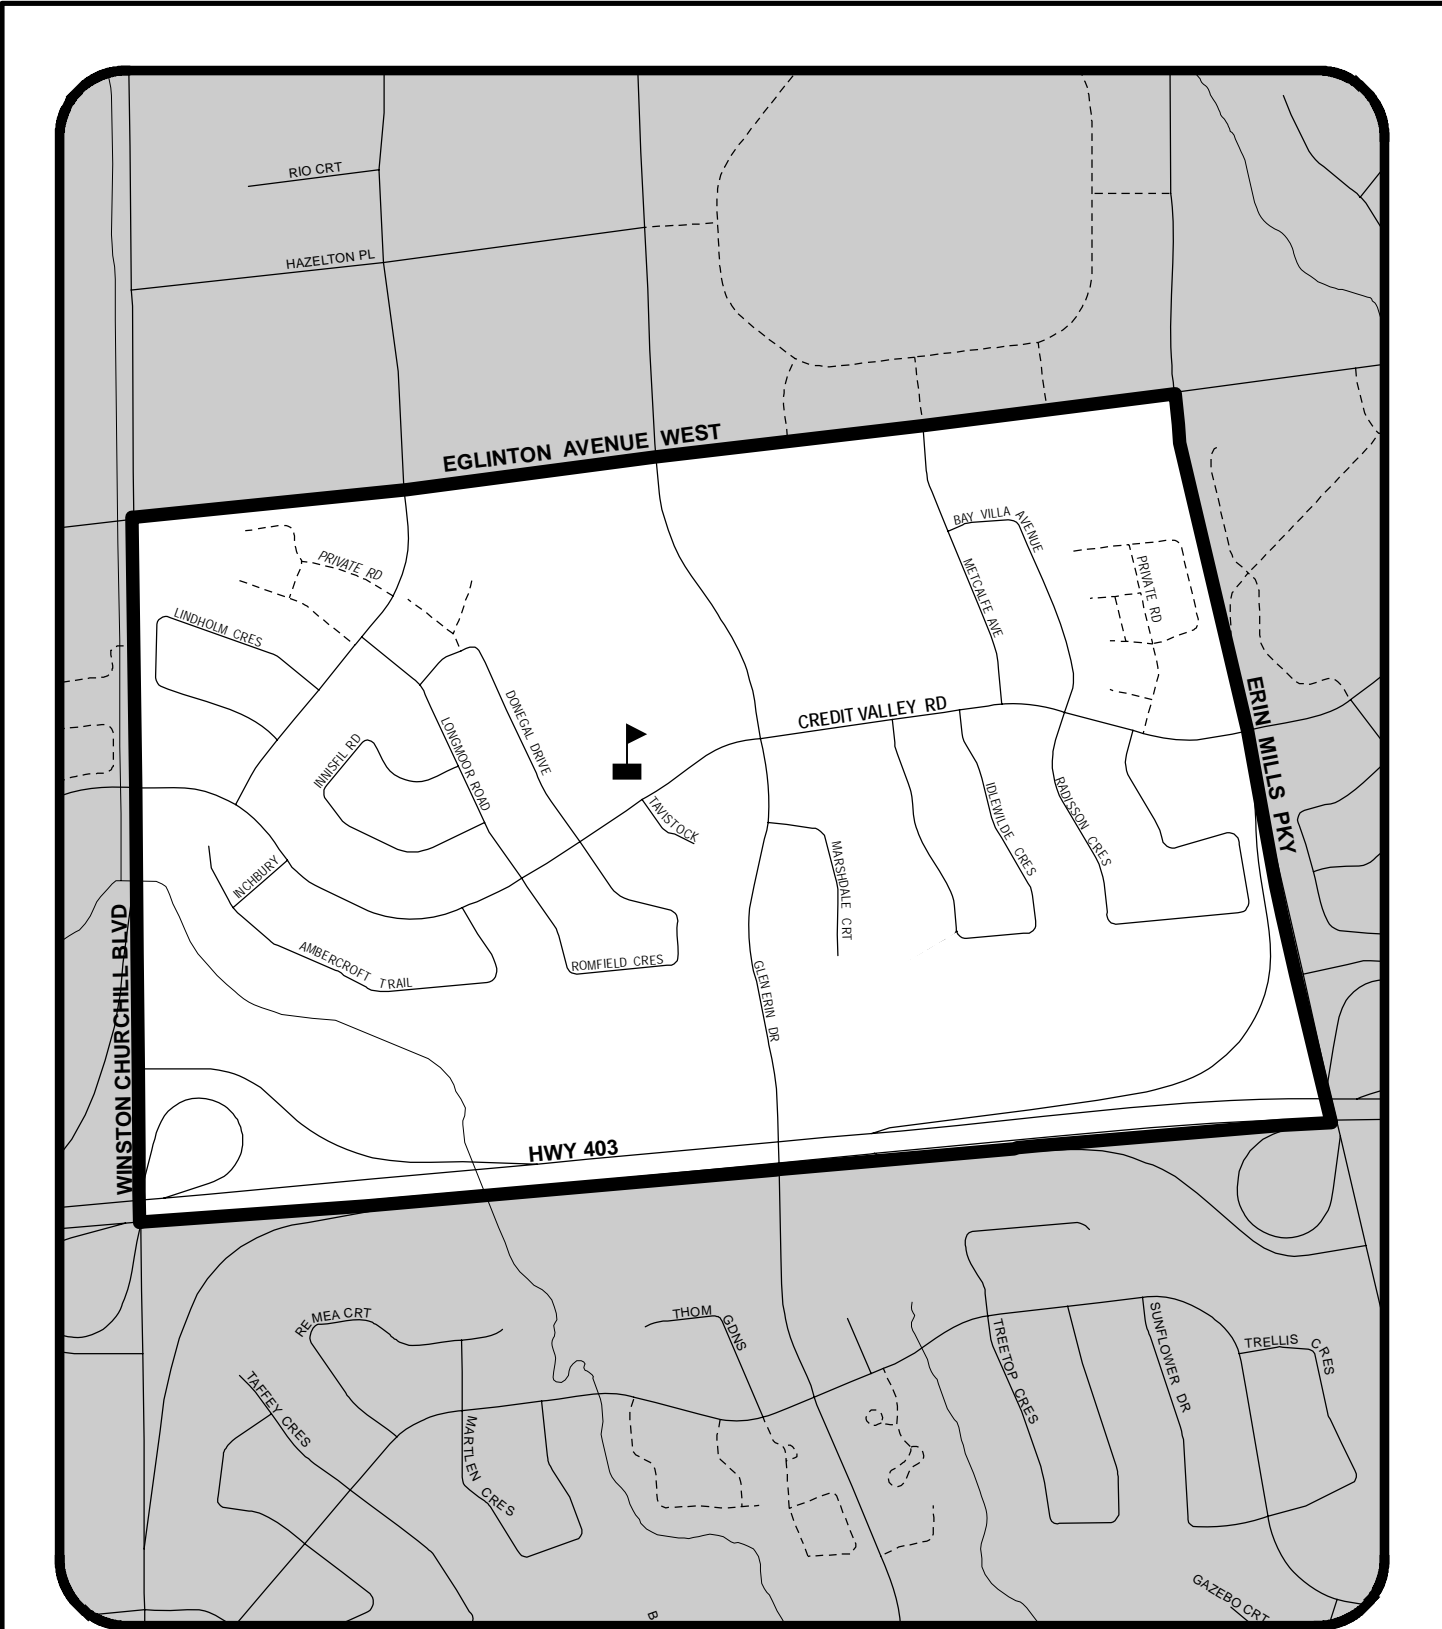 RIO CRT
HAZELTON PL
EGLINTON AVENUE WEST
BAY VILLA AVENUE
PRIVATE RD
METCALFE AVE
PRIVATE RD
LINDHOLM CRES
DONEGAL DRIVE
ERIN MILLS PKY
CREDIT VALLEY RD
LONGMOOR ROAD
INNISFIL RD
RADISSON CRES
IDLEWILDE CRES
TAVISTOCK
MARSHDALE CRT
INCHBURY
WINSTON CHURCHILL BLVD
AMBERCROFT TRAIL
ROMFIELD CRES
GLEN ERIN DR
HWY 403
REMEA CRT
THOM GDNS
TREETOP CRES
SUNFLOWER DR
TRELLIS CRES
TAFFEY CRES
MARTLEN CRES
GAZEBO CRT
B